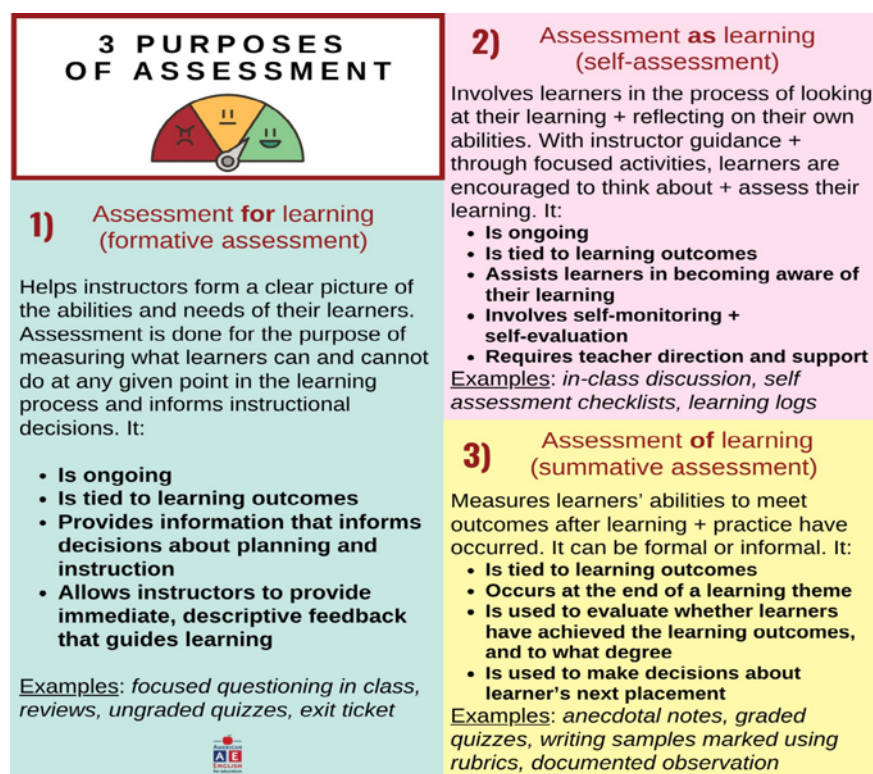 3 PURPOSES
OF ASSESSMENT
1)
Assessment for learning
(formative assessment)
Helps instructors form a clear picture of
the abilities and needs of their learners.
Assessment is done for the purpose of
measuring what learners can and cannot
do at any given point in the learning
process and informs instructional
decisions. It:
• Is ongoing
• Is tied to learning outcomes
• Provides information that informs
decisions about planning and
instruction
• Allows instructors to provide
immediate, descriptive feedback
that guides learning
Examples: focused questioning in class,
reviews, ungraded quizzes, exit ticket
American
AE
ENGLISH
for educators
2)
Assessment as learning
(self-assessment)
Involves learners in the process of looking
at their learning + reflecting on their own
abilities. With instructor guidance +
through focused activities, learners are
encouraged to think about + assess their
learning. It:
• Is ongoing
• Is tied to learning outcomes
• Assists learners in becoming aware of
their learning
• Involves self-monitoring +
self-evaluation
• Requires teacher direction and support
Examples: in-class discussion, self
assessment checklists, learning logs
3)
Assessment of learning
(summative assessment)
Measures learners' abilities to meet
outcomes after learning + practice have
occurred. It can be formal or informal. It:
• Is tied to learning outcomes
• Occurs at the end of a learning theme
• Is used to evaluate whether learners
have achieved the learning outcomes,
and to what degree
• Is used to make decisions about
learner's next placement
Examples: anecdotal notes, graded
quizzes, writing samples marked using
rubrics, documented observation